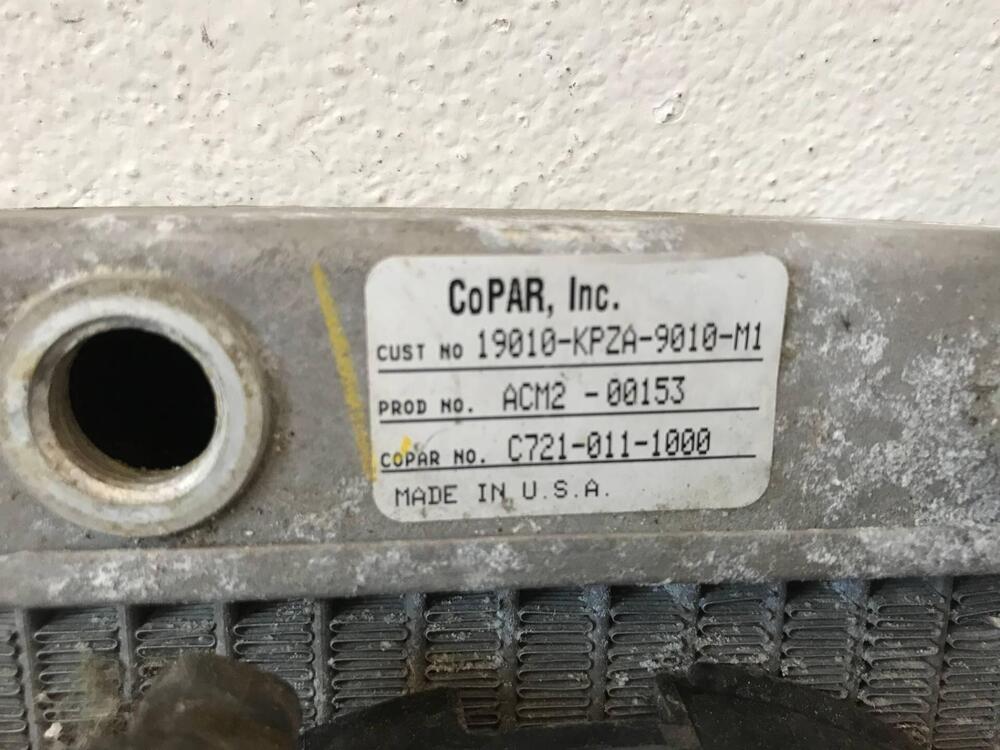 CoPAR, Inc.
CUST NO 19010-KPZA-9010-M1
PROD NO. ACM2 -00153
COPAR NO. C721-011-1000
MADE IN U.S.A.